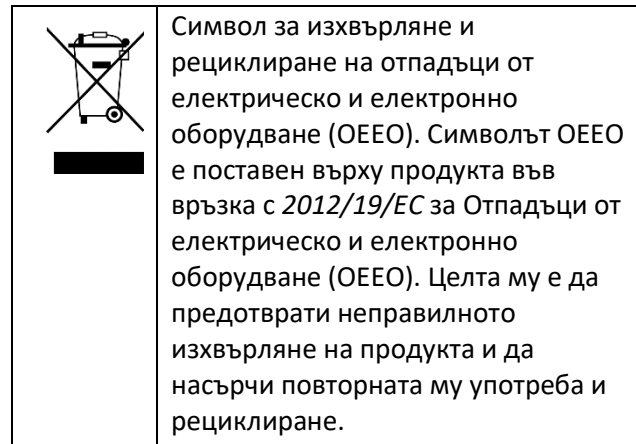 Символ за изхвърляне и
рециклиране на отпадъци от
електрическо и електронно
оборудване (ОЕЕО). Символът ОЕЕО
е поставен върху продукта във
връзка с 2012/19/ЕС за Отпадъци от
електрическо и електронно
оборудване (ОЕЕО). Целта му е да
предотврати неправилното
изхвърляне на продукта и да
насърчи повторната му употреба и
рециклиране.